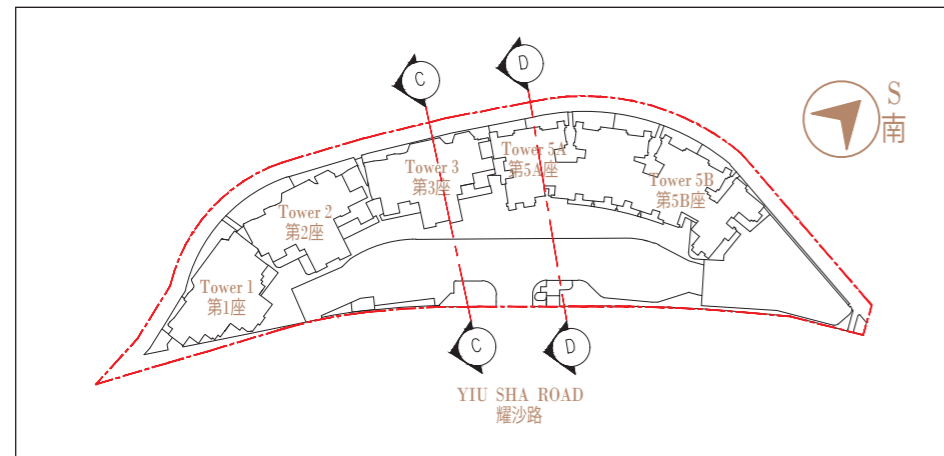 C
D
S
南
Tower 5A
第5A座
Tower 3
第3座
Tower 5B
第5B座
Tower 2
第2座
Tower 1
第1座
C
D
YIU SHA ROAD
耀沙路